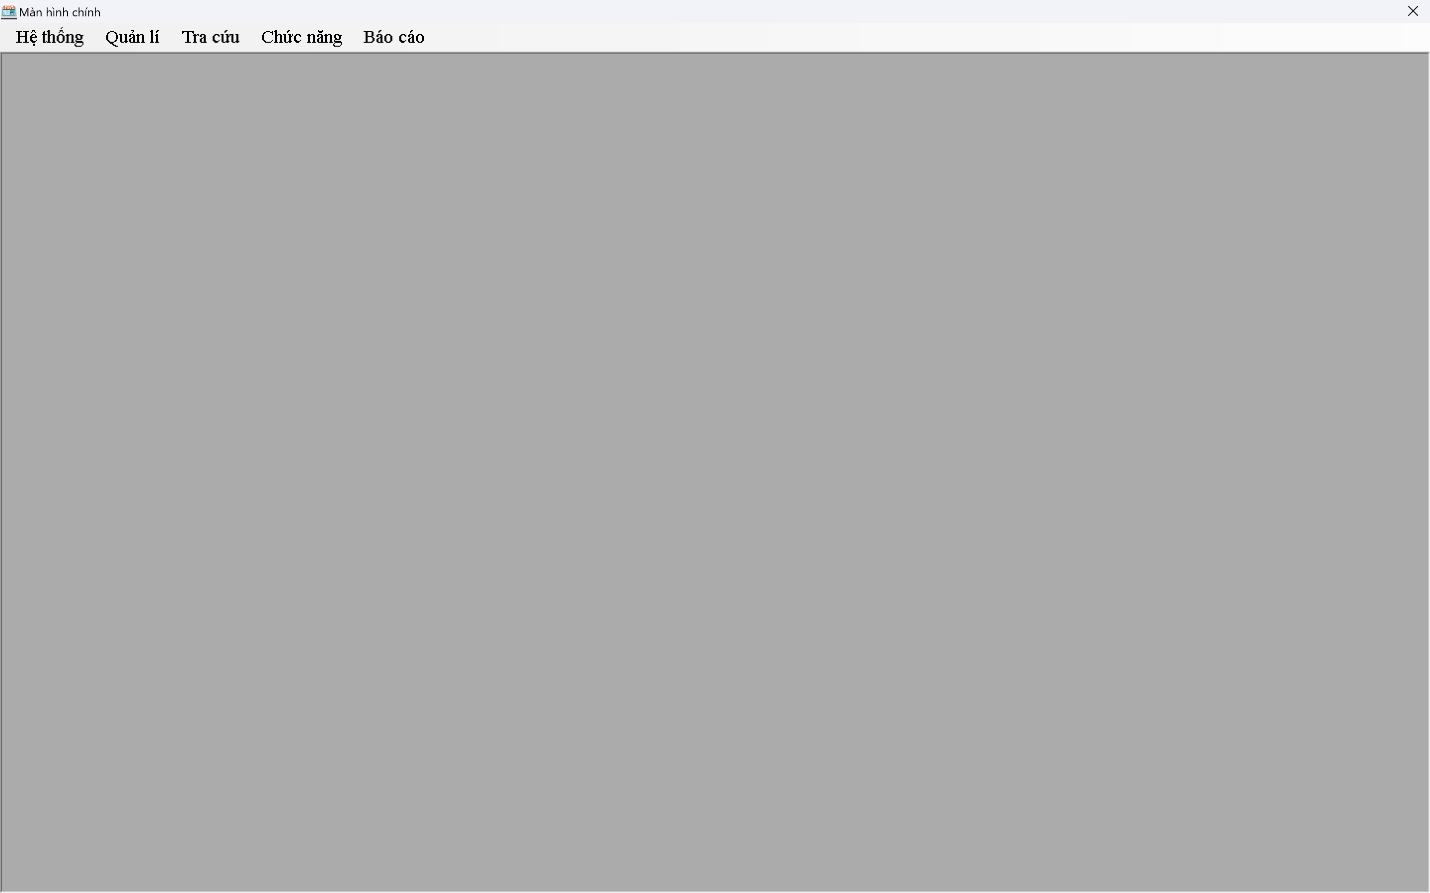 Màn hình chính
Hệ thống Quản lí Tra cứu Chức năng Báo cáo